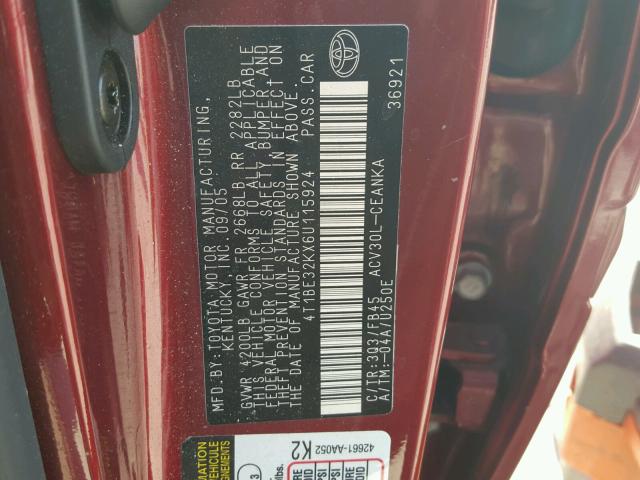 MFD.BY: TOYOTA MOTOR MANUFACTURING,
KENTUCKY, INC. 09/05
GVWR 4200LB GAWR FR 2668LB RR 2282LB
THIS VEHICLE CONFORMS TO ALL APPLICABLE
FEDERAL MOTOR VEHICLE SAFETY, BUMPER AND
THEFT PREVENTION STANDARDS IN EFFECT ON
THE DATE OF MANUFACTURE SHOWN ABOVE.
4T1BE32KX6U115924 PASS.CAR
C/TR:3Q3/FB45 ACV30L-CEANKA
A/TM:-04A/U250E
36921
42661-AA052
K2